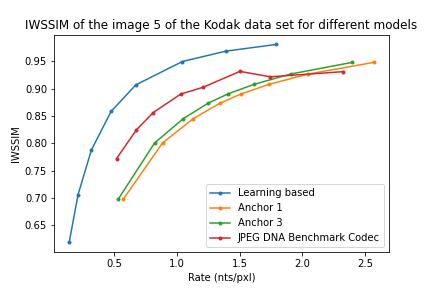 IWSSIM of the image 5 of the Kodak data set for different models
IWSSIM
0.95
0.90
0.85
0.80
0.75
0.70
0.65
0.5
1.0
1.5
2.0
2.5
Rate (nts/pxl)
Learning based
Anchor 1
Anchor 3
JPEG DNA Benchmark Codec